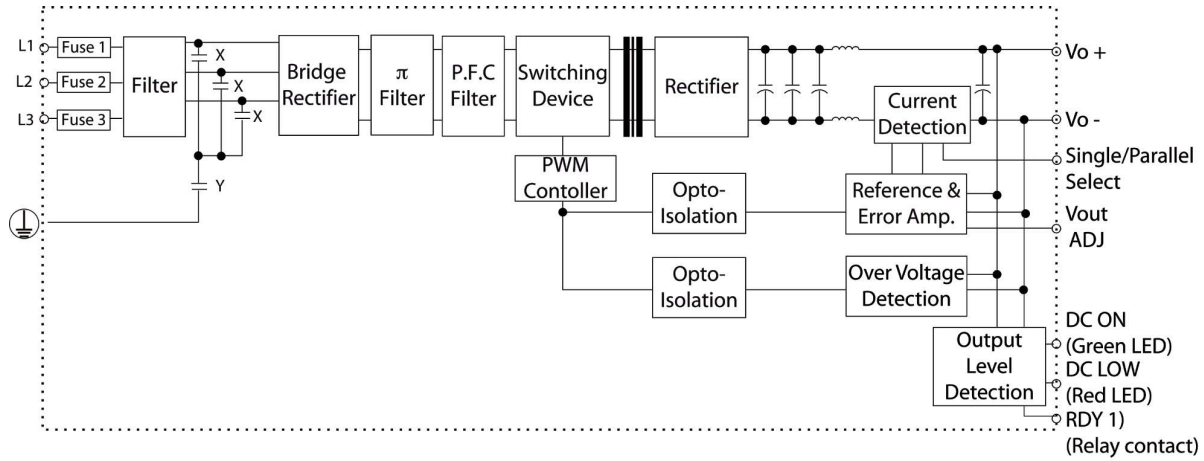 L1
Fuse 1
L2
Fuse 2
L3
Fuse 3
Filter
X
X
X
Y
Bridge
Rectifier
π
Filter
P.F.C
Filter
Switching
Device
Rectifier
PWM
Contoller
Opto-
Isolation
Opto-
Isolation
Current
Detection
Reference &
Error Amp.
Over Voltage
Detection
Output
Level
Detection
Vo +
Vo -
Single/Parallel
Select
Vout
ADJ
DC ON
(Green LED)
DC LOW
(Red LED)
RDY 1)
(Relay contact)